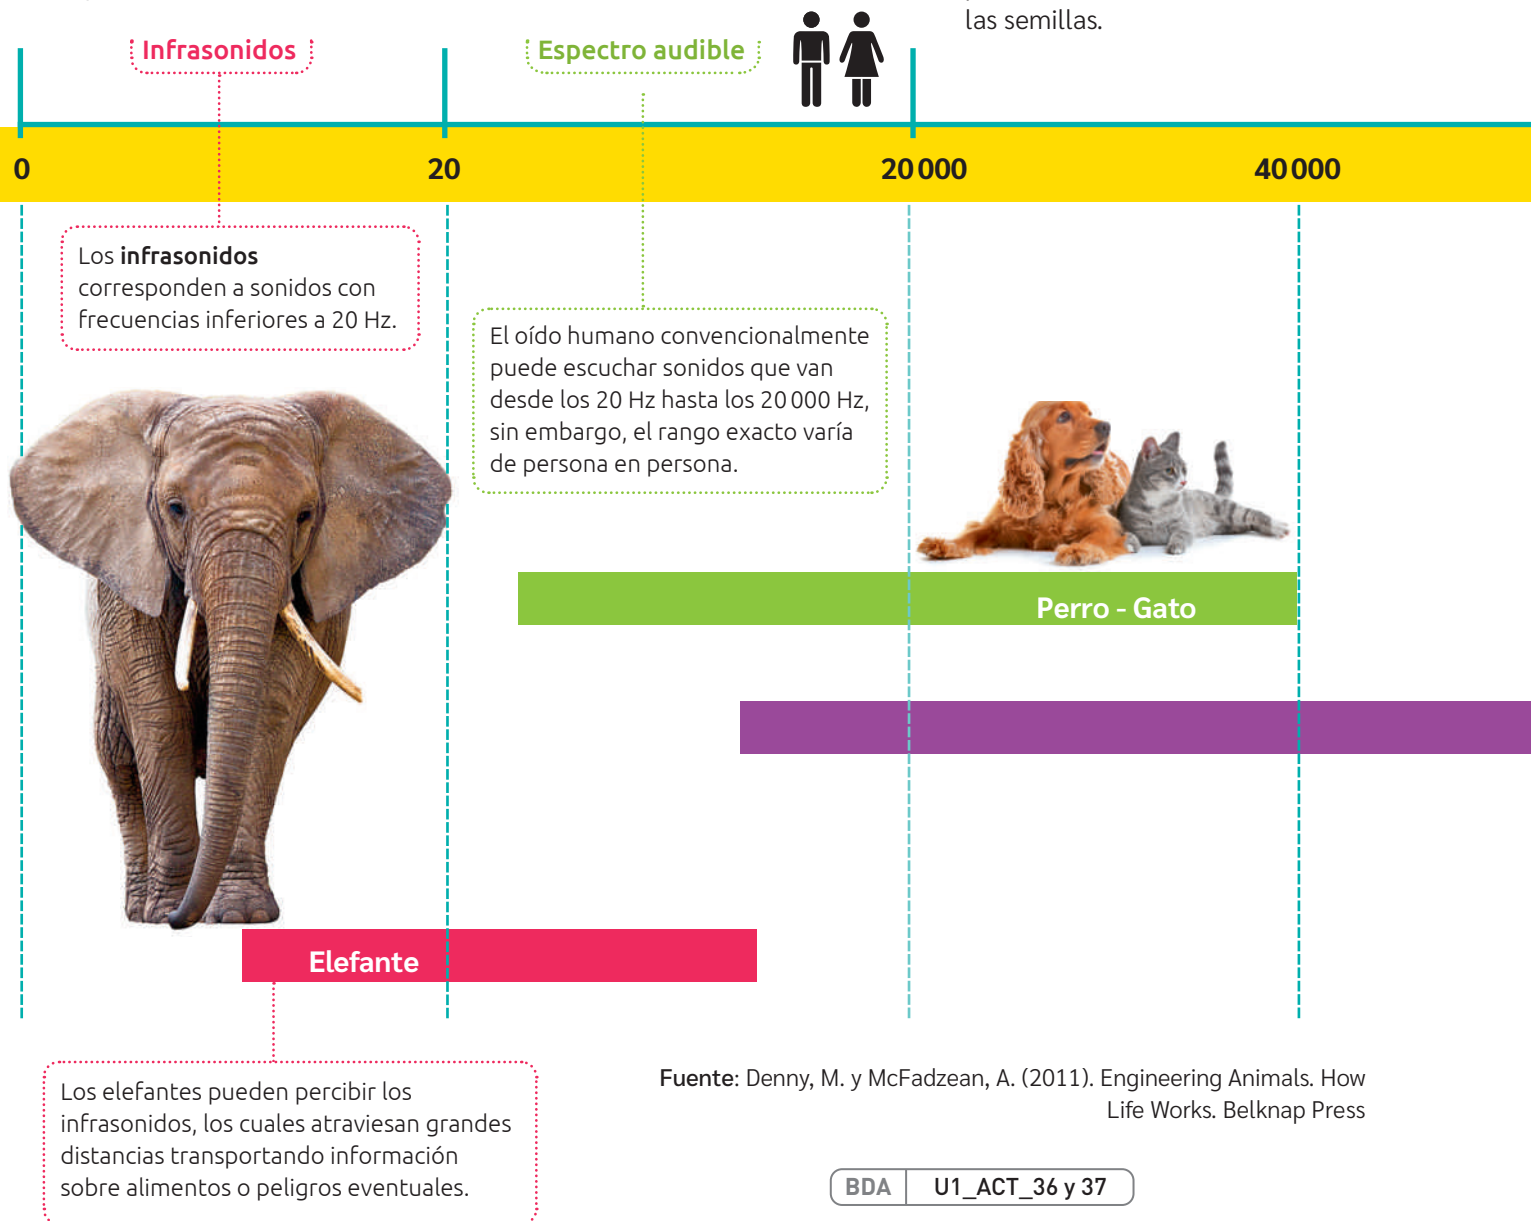 las semillas.
Infrasonidos
Espectro audible
0
20
20 000
40 000
Los infrasonidos
corresponden a sonidos con
frecuencias inferiores a 20 Hz.
El oído humano convencionalmente
puede escuchar sonidos que van
desde los 20 Hz hasta los 20 000 Hz,
sin embargo, el rango exacto varía
de persona en persona.
Perro - Gato
Elefante
Los elefantes pueden percibir los
infrasonidos, los cuales atraviesan grandes
distancias transportando información
sobre alimentos o peligros eventuales.
Fuente: Denny, M. y McFadzean, A. (2011). Engineering Animals. How
Life Works. Belknap Press
BDA U1_ACT_36 y 37